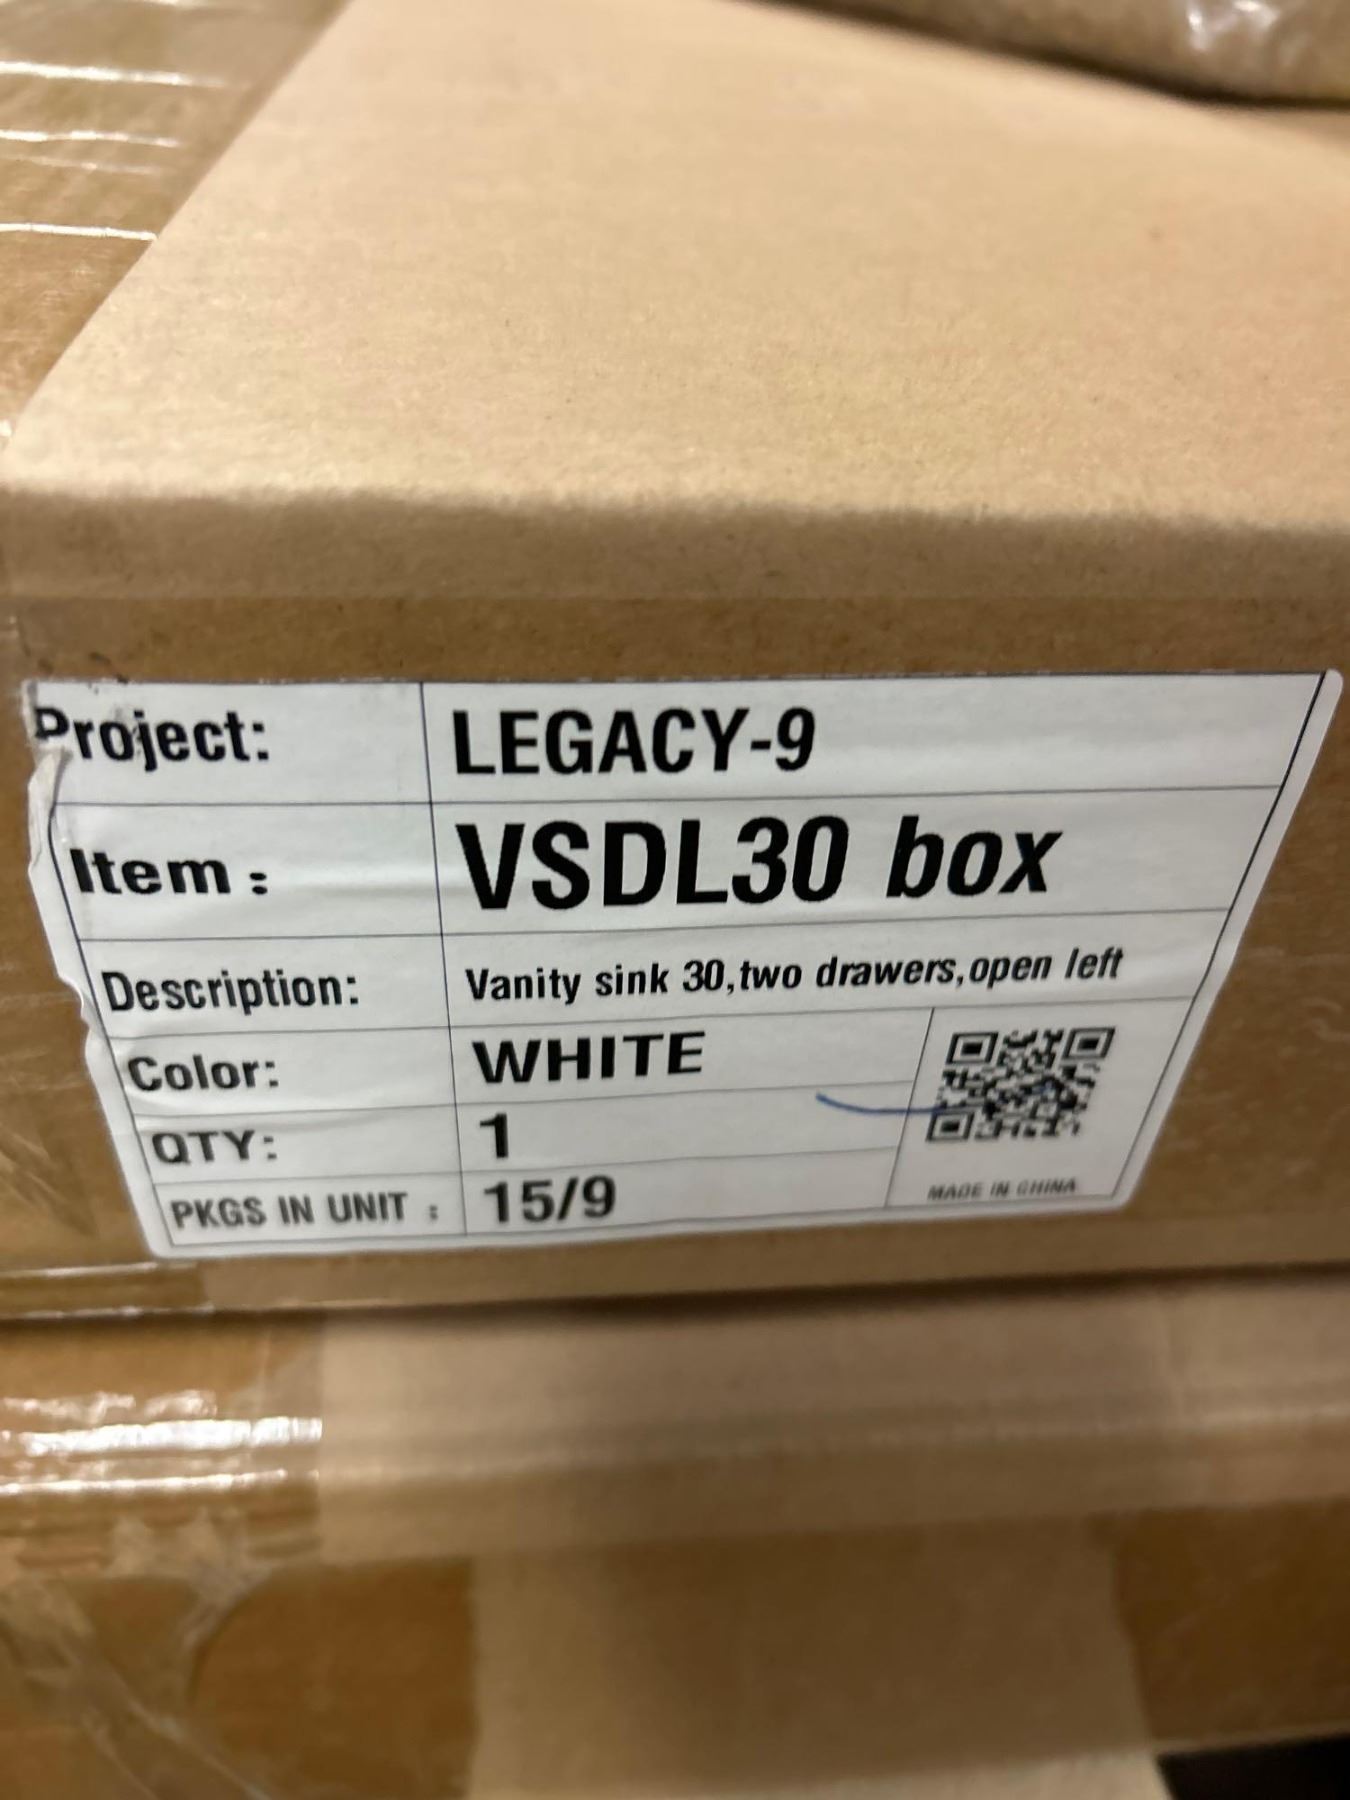 Project: LEGACY-9
Item : VSDL30 box
Description: Vanity sink 30,two drawers,open left
Color: WHITE
QTY: 1
PKGS IN UNIT : 15/9
MADE IN CHINA